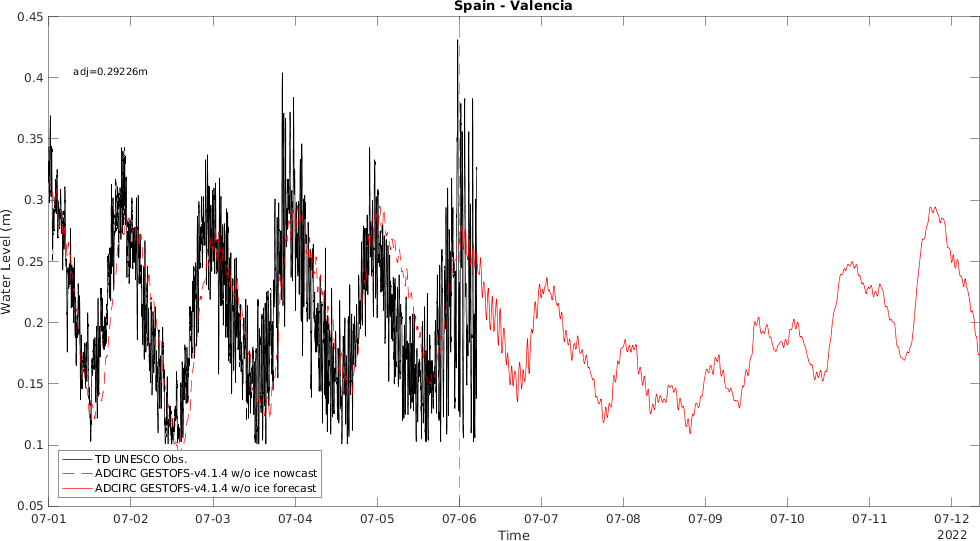 Spain - Valencia
0.45
0.4
0.35
0.3
0.25
0.2
0.15
0.1
0.05
Water Level (m)
adj=0.29226m
TD UNESCO Obs.
ADCIRC GESTOFS-v4.1.4 w/o ice nowcast
ADCIRC GESTOFS-v4.1.4 w/o ice forecast
07-01 07-02 07-03 07-04 07-05 07-06 07-07 07-08 07-09 07-10 07-11 07-12
Time
2022